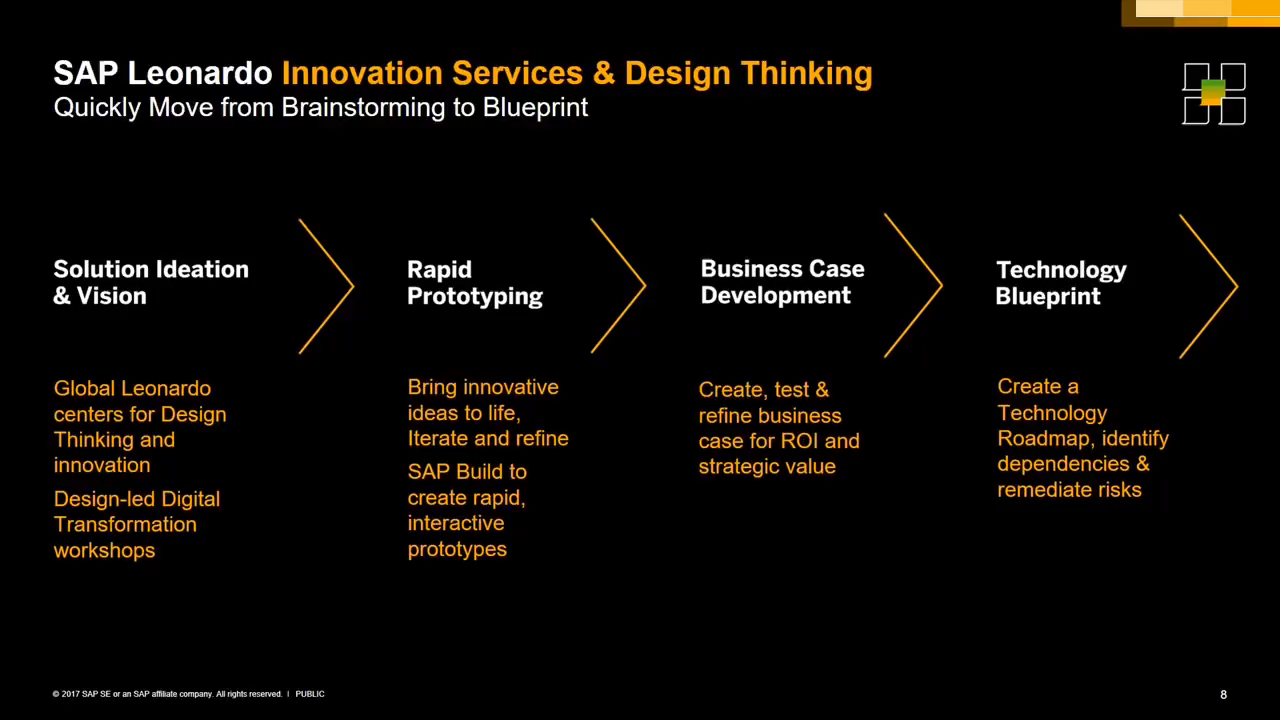 SAP Leonardo Innovation Services & Design Thinking
Quickly Move from Brainstorming to Blueprint
Solution Ideation
& Vision
Global Leonardo
centers for Design
Thinking and
innovation
Design-led Digital
Transformation
workshops
Rapid
Prototyping
Bring innovative
ideas to life,
Iterate and refine
SAP Build to
create rapid,
interactive
prototypes
Business Case
Development
Create, test &
refine business
case for ROI and
strategic value
Technology
Blueprint
Create a
Technology
Roadmap, identify
dependencies &
remediate risks
© 2017 SAP SE or an SAP affiliate company. All rights reserved. | PUBLIC
8